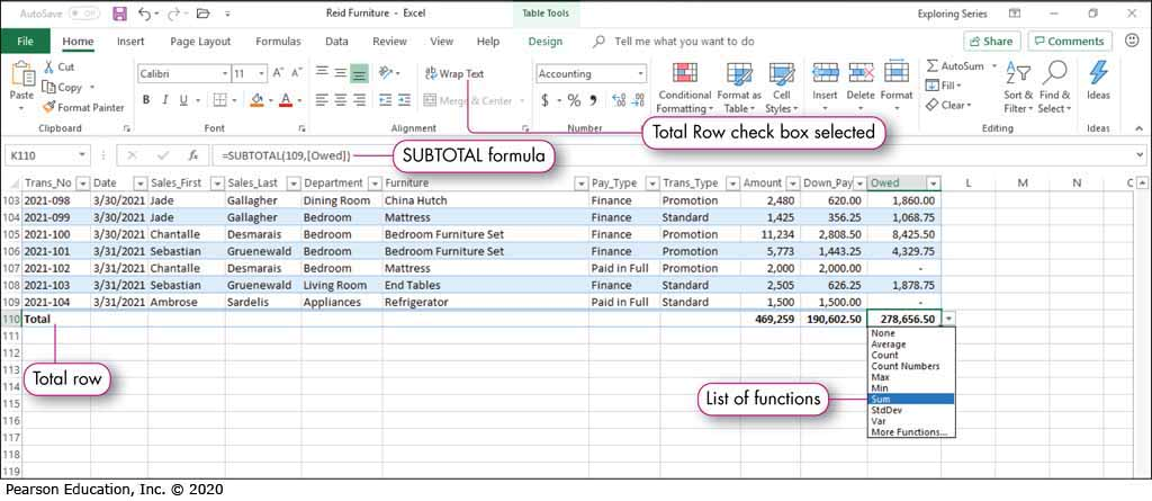 AutoSave Off Reid Furniture - Excel Table Tools Exploring Series
File Home Insert Page Layout Formulas Data Review View Help Design Tell me what you want to do Share Comments
Cut
Copy
Paste
Format Painter
Clipboard
Calibri 11 A A
B I U A
Font
Wrap Text
Merge & Center
Alignment
Accounting
$ % ,
Number
Conditional Formatting
Format as Table
Cell Styles
Insert Delete Format
AutoSum
Fill
Clear
Sort & Filter
Find & Select
Editing
Ideas
Ideas
Total Row check box selected
K110 fx =SUBTOTAL(109,[Owed]) SUBTOTAL formula
Trans_No Date Sales_First Sales_Last Department Furniture Pay_Type Trans_Type Amount Down_Pay Owed L M N
103 2021-098 3/30/2021 Jade Gallagher Dining Room China Hutch Finance Promotion 2,480 620.00 1,860.00
104 2021-099 3/30/2021 Jade Gallagher Bedroom Mattress Finance Standard 1,425 356.25 1,068.75
105 2021-100 3/30/2021 Chantalle Desmarais Bedroom Bedroom Furniture Set Finance Promotion 11,234 2,808.50 8,425.50
106 2021-101 3/31/2021 Sebastian Gruenewald Bedroom Bedroom Furniture Set Finance Promotion 5,773 1,443.25 4,329.75
107 2021-102 3/31/2021 Chantalle Desmarais Bedroom Mattress Paid in Full Promotion 2,000 2,000.00 -
108 2021-103 3/31/2021 Sebastian Gruenewald Living Room End Tables Finance Standard 2,505 626.25 1,878.75
109 2021-104 3/31/2021 Ambrose Sardelis Appliances Refrigerator Paid in Full Standard 1,500 1,500.00 -
110 Total 469,259 190,602.50 278,656.50
111
112
113
114
115
116
117
118
119
Total row
None
Average
Count
Count Numbers
Max
Min
Sum
StdDev
Var
More Functions...
List of functions
Pearson Education, Inc. © 2020